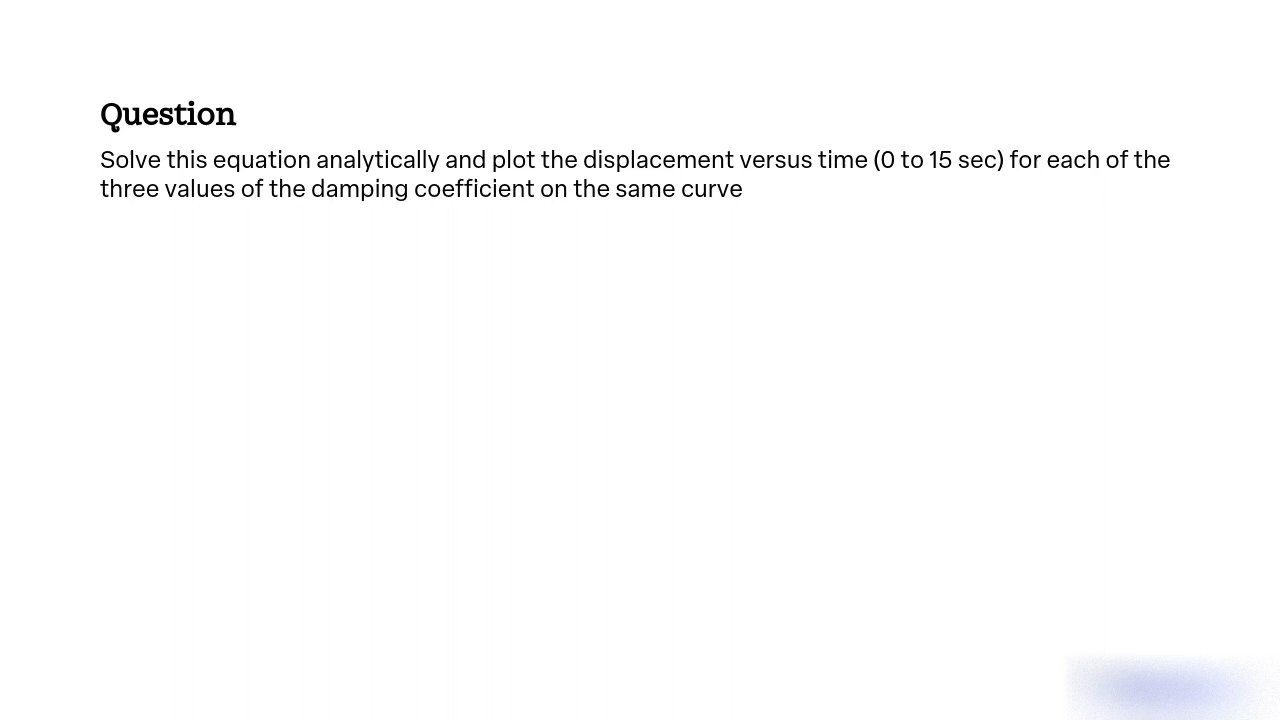 Question
Solve this equation analytically and plot the displacement versus time (0 to 15 sec) for each of the
three values of the damping coefficient on the same curve